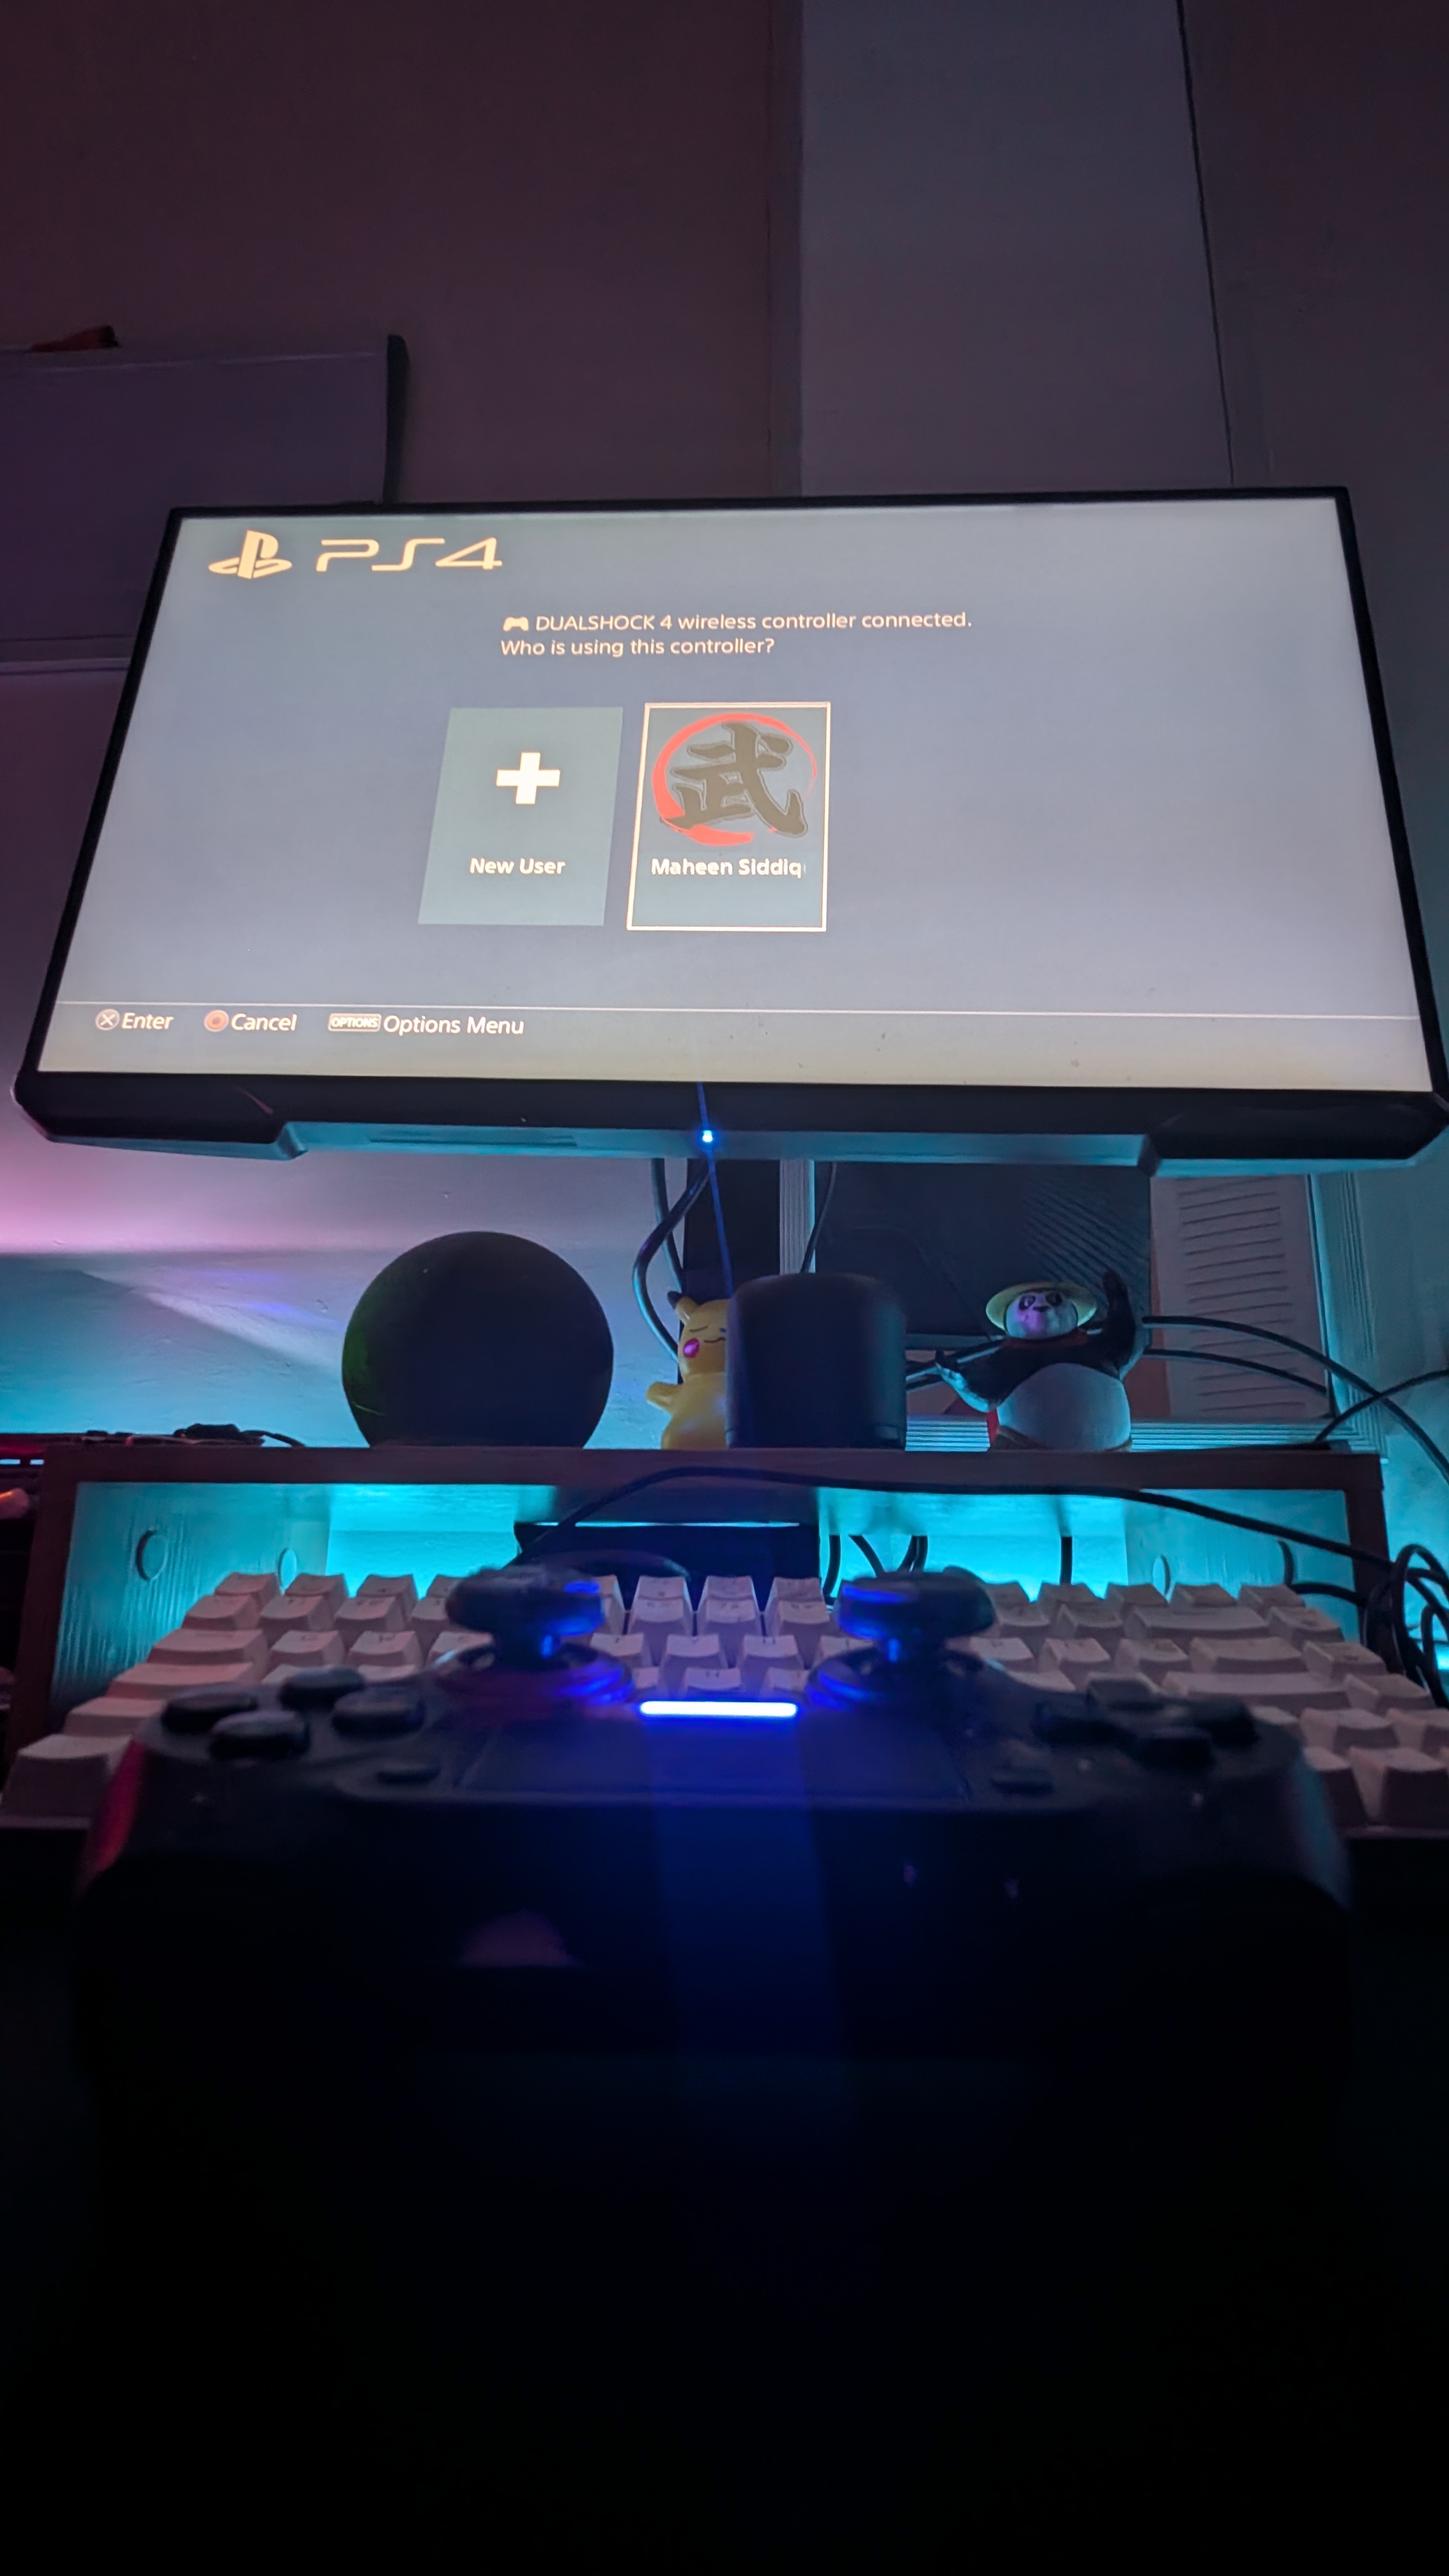 PS4
DUALSHOCK 4 wireless controller connected.
Who is using this controller?
New User
武
Maheen Siddiq
Enter
Cancel
OPTIONS Options Menu